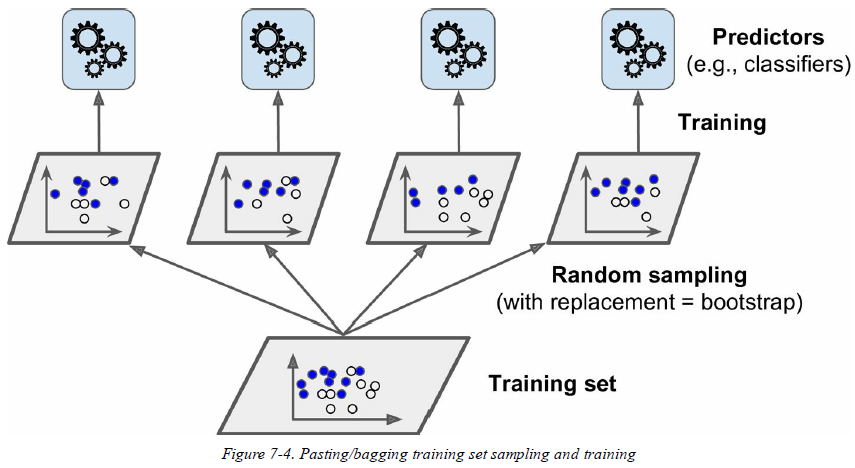 Predictors
(e.g., classifiers)
Training
Random sampling
(with replacement = bootstrap)
Training set
Figure 7-4. Pasting/bagging training set sampling and training